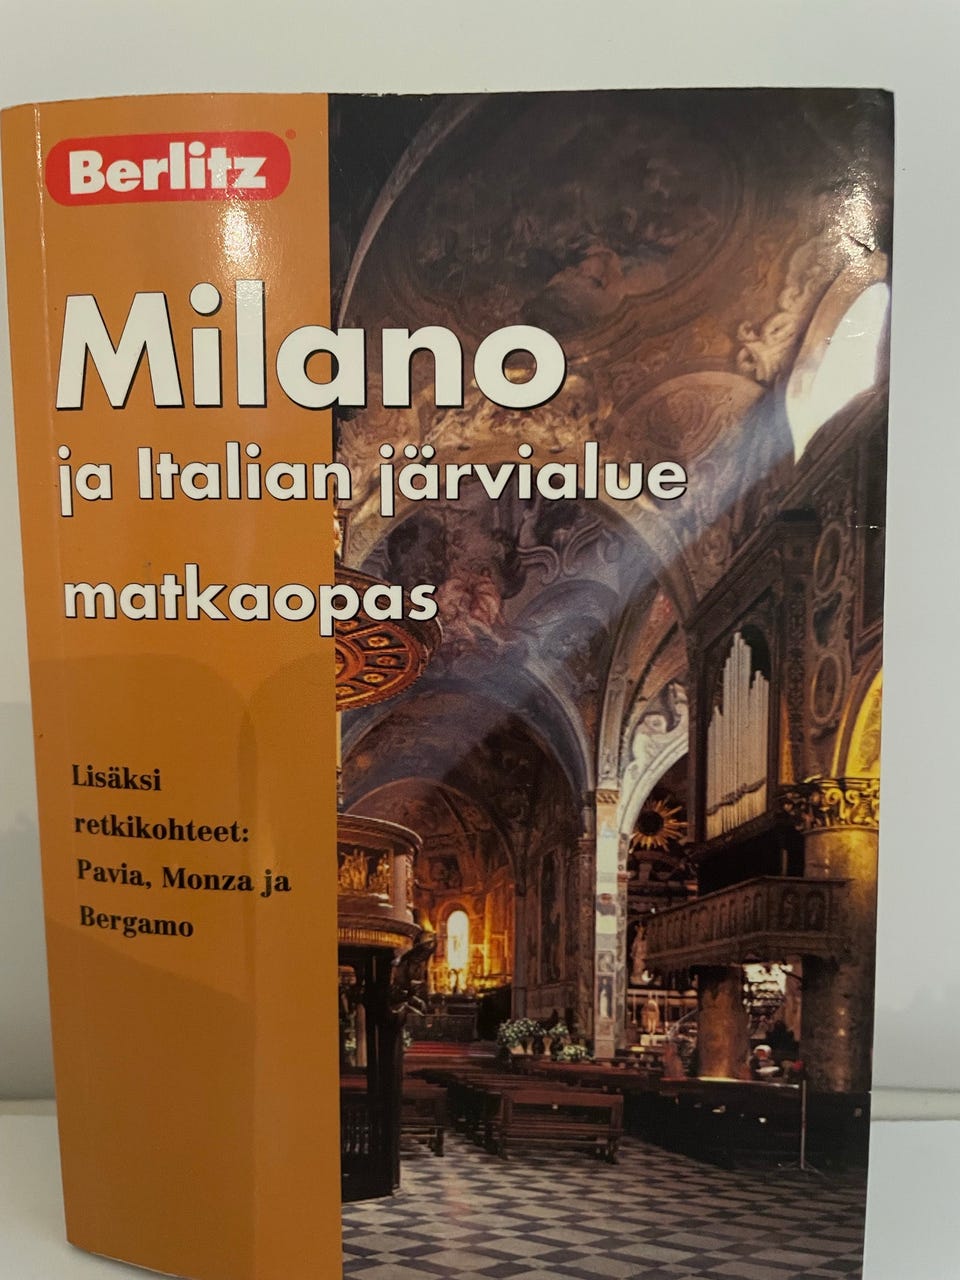 Berlitz
Milano
ja Italian järvialue
matkaopas
Lisäksi
retkikohteet:
Pavia, Monza ja
Bergamo